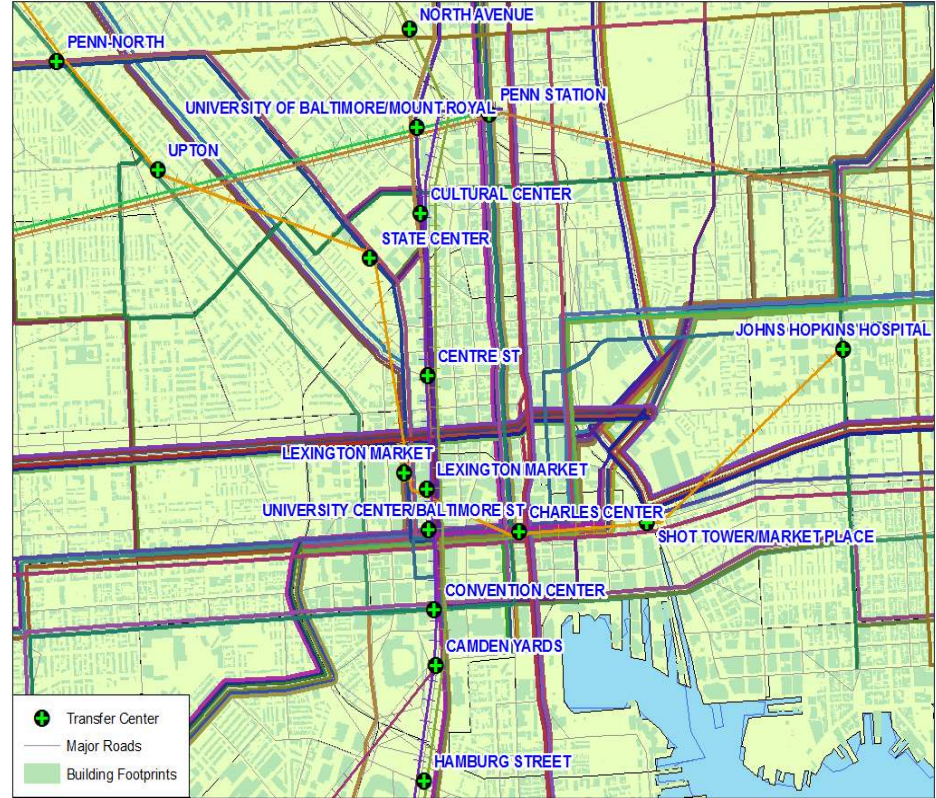 NORTH AVENUE
PENN-NORTH
PENN STATION
UNIVERSITY OF BALTIMORE/MOUNT ROYAL
UPTON
CULTURAL CENTER
STATE CENTER
JOHNS HOPKINS HOSPITAL
CENTRE ST
LEXINGTON MARKET
LEXINGTON MARKET
UNIVERSITY CENTER/BALTIMORE ST
CHARLES CENTER
SHOT TOWER/MARKET PLACE
CONVENTION CENTER
CAMDEN YARDS
HAMBURG STREET
Transfer Center
Major Roads
Building Footprints